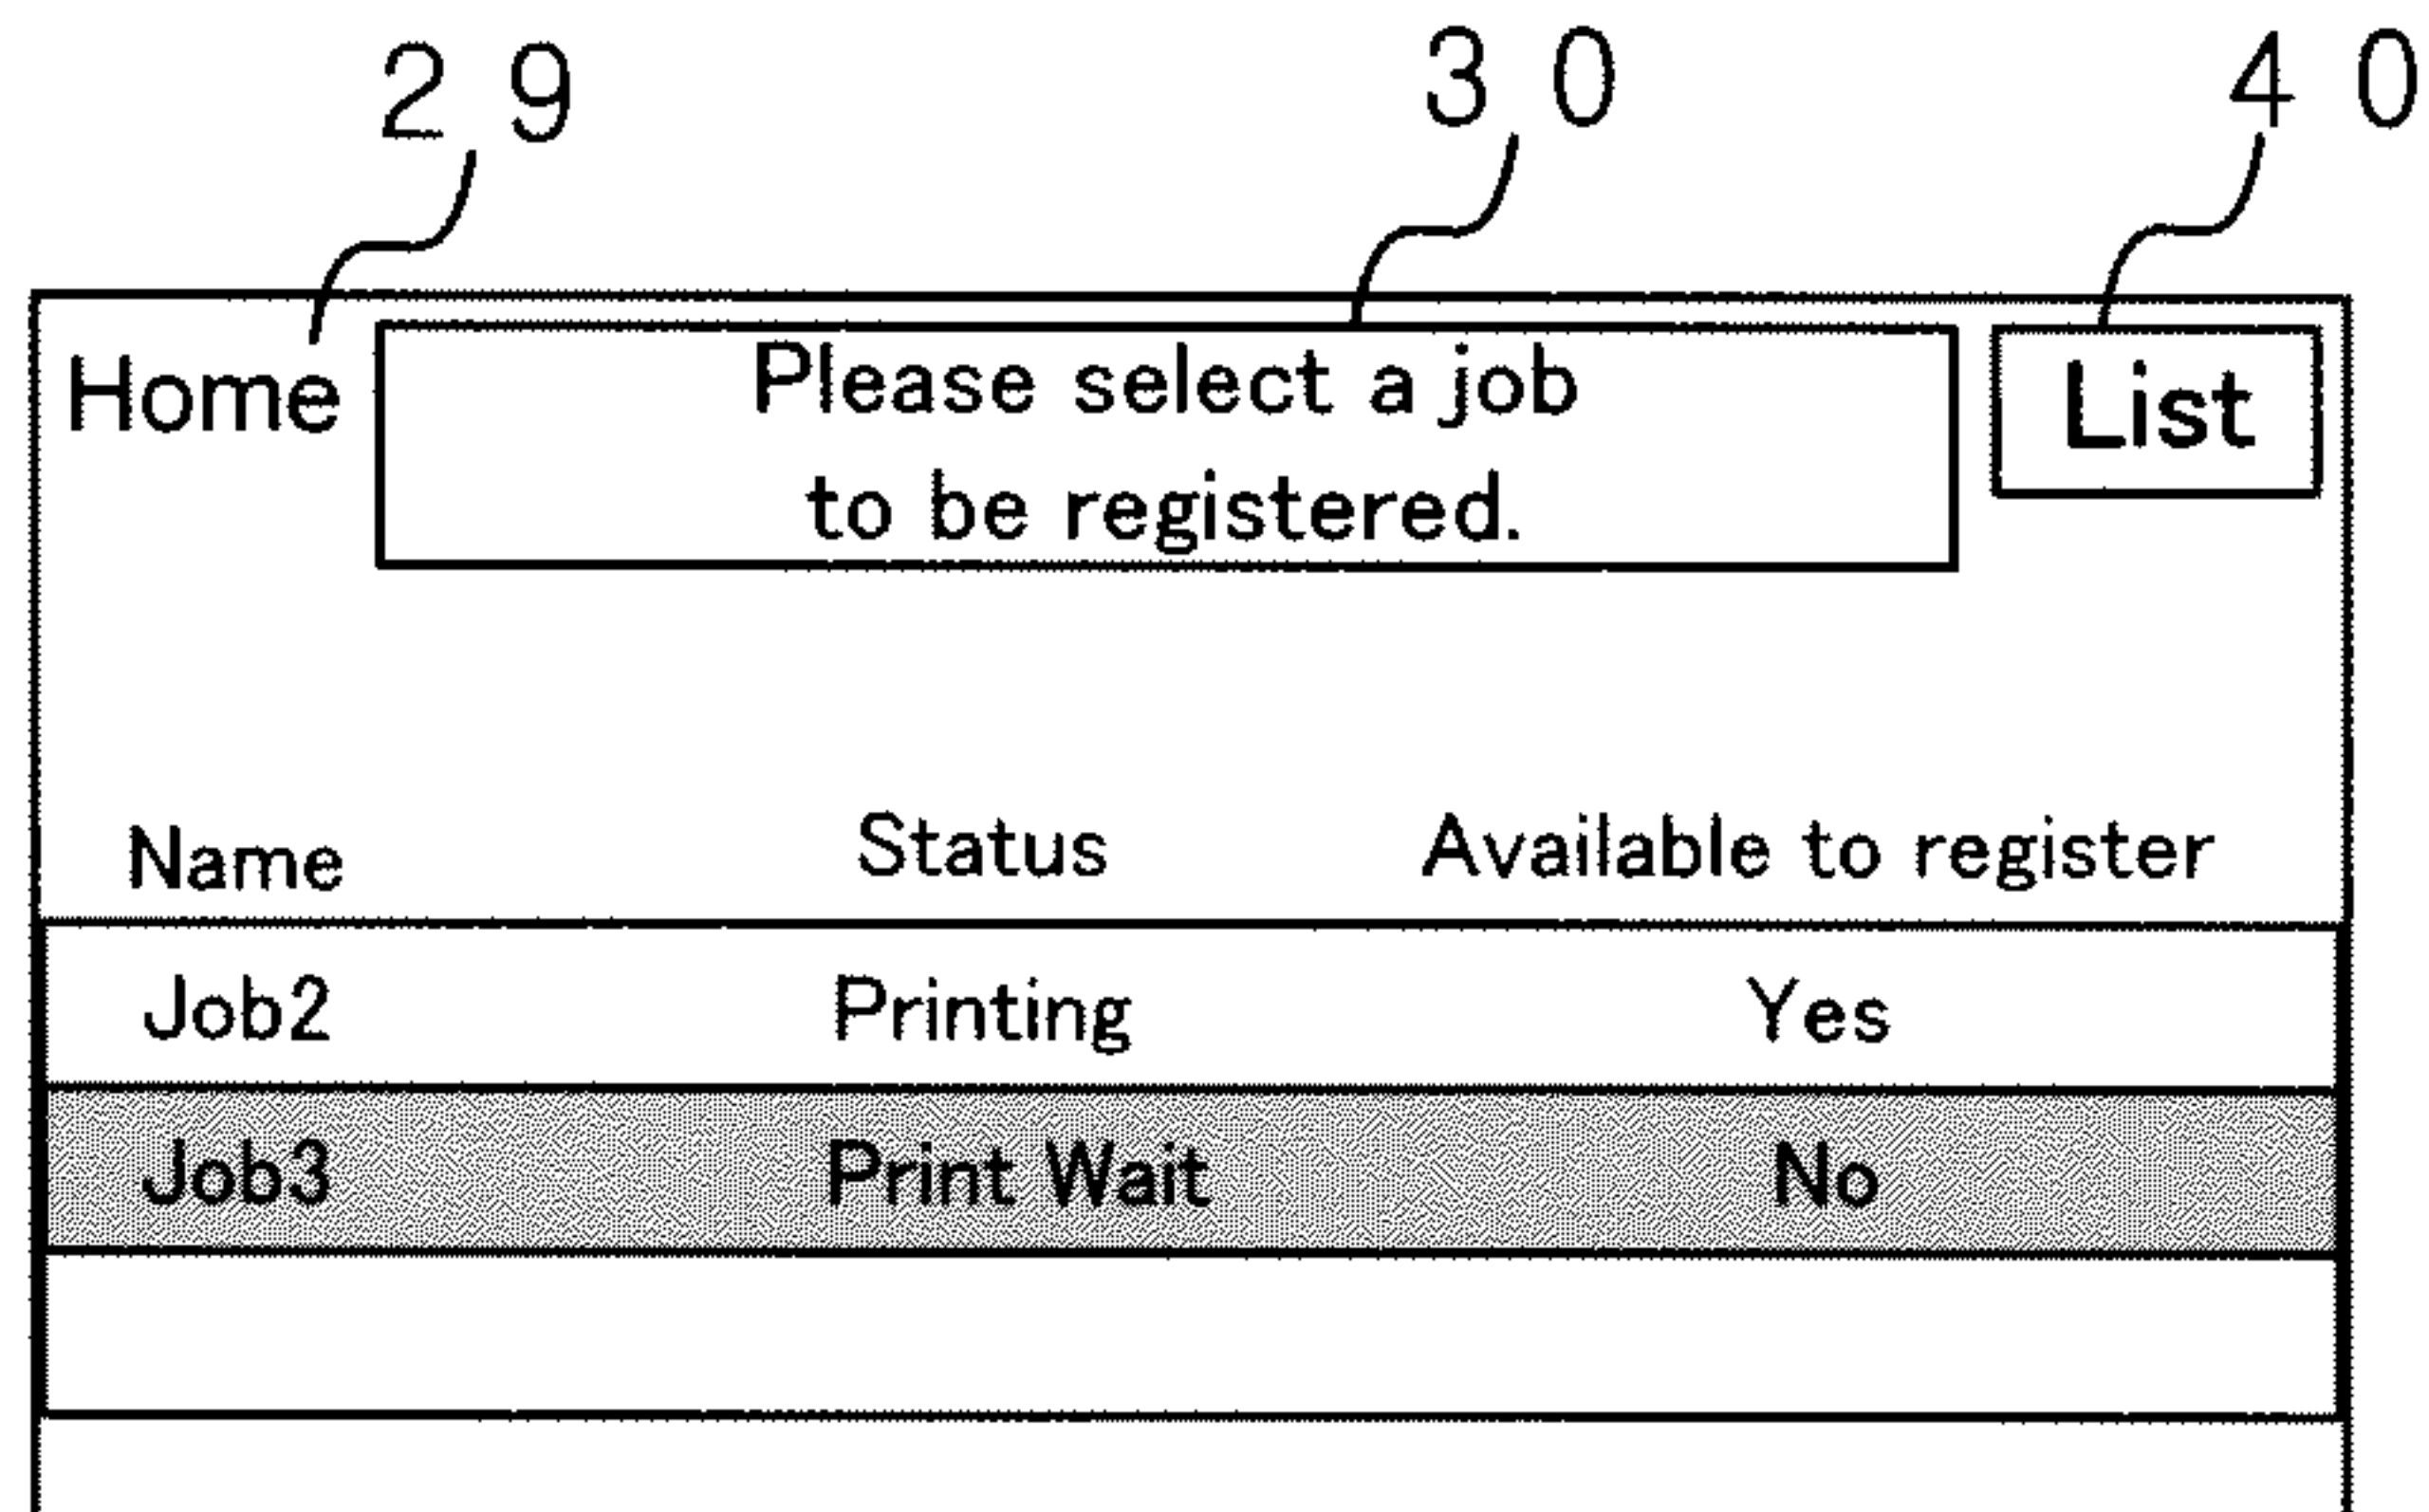 29 30 40
Home
Please select a job
to be registered.
List
Name Status Available to register
Job2 Printing Yes
Job3 Print Wait No